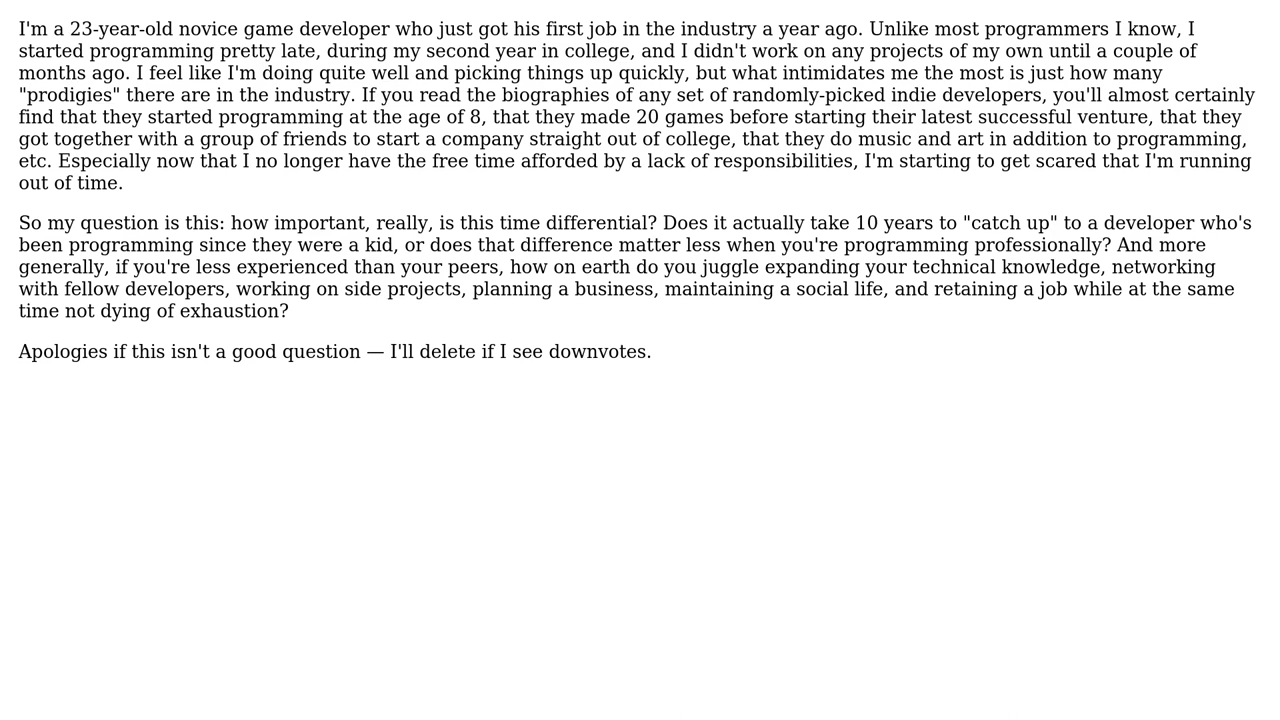 I'm a 23-year-old novice game developer who just got his first job in the industry a year ago. Unlike most programmers I know, I
started programming pretty late, during my second year in college, and I didn't work on any projects of my own until a couple of
months ago. I feel like I'm doing quite well and picking things up quickly, but what intimidates me the most is just how many
"prodigies" there are in the industry. If you read the biographies of any set of randomly-picked indie developers, you'll almost certainly
find that they started programming at the age of 8, that they made 20 games before starting their latest successful venture, that they
got together with a group of friends to start a company straight out of college, that they do music and art in addition to programming,
etc. Especially now that I no longer have the free time afforded by a lack of responsibilities, I'm starting to get scared that I'm running
out of time.
So my question is this: how important, really, is this time differential? Does it actually take 10 years to "catch up" to a developer who's
been programming since they were a kid, or does that difference matter less when you're programming professionally? And more
generally, if you're less experienced than your peers, how on earth do you juggle expanding your technical knowledge, networking
with fellow developers, working on side projects, planning a business, maintaining a social life, and retaining a job while at the same
time not dying of exhaustion?
Apologies if this isn't a good question — I'll delete if I see downvotes.